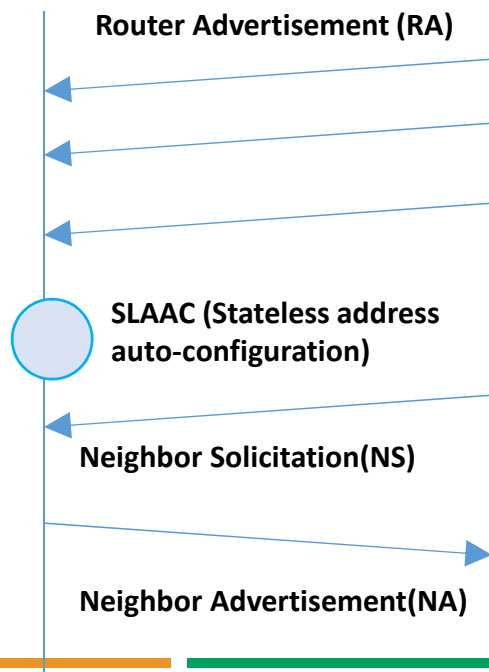 Router Advertisement (RA)
SLAAC (Stateless address
auto-configuration)
Neighbor Solicitation(NS)
Neighbor Advertisement(NA)